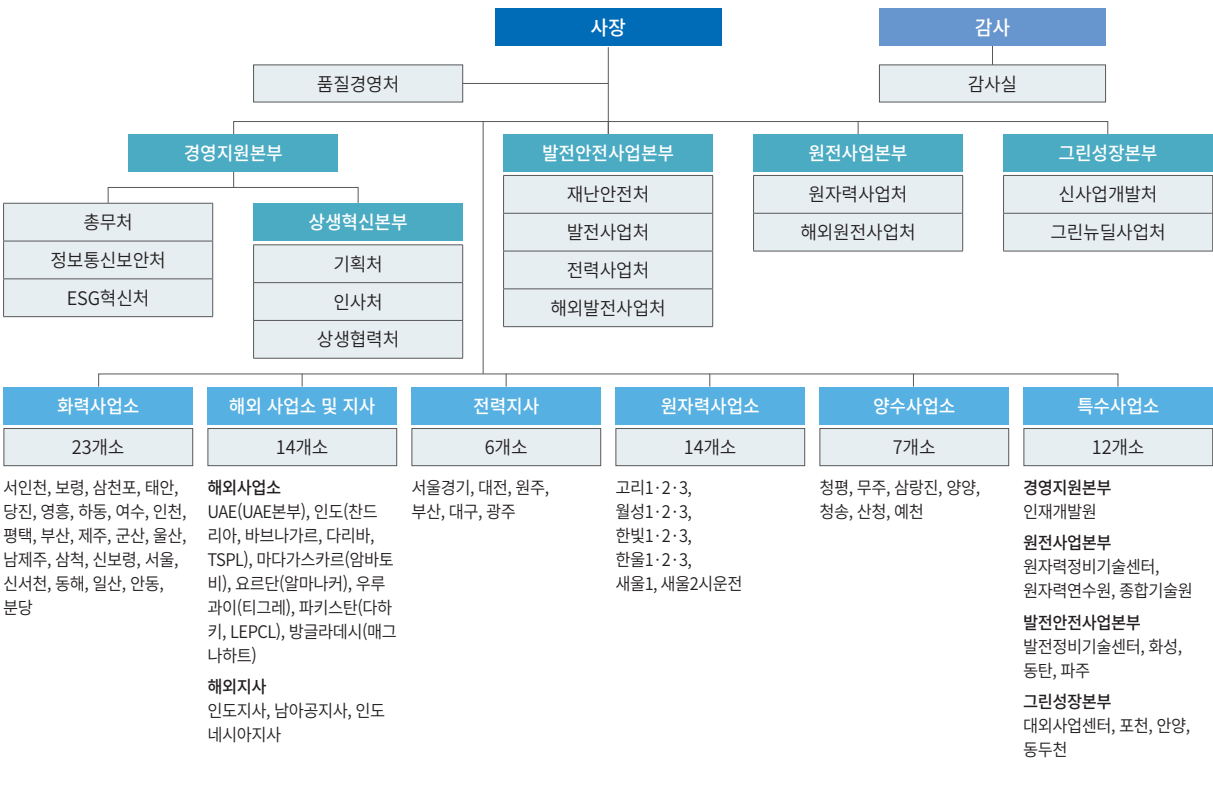 사장
감사
품질경영처
감사실
경영지원본부
발전안전사업본부
원전사업본부
그린성장본부
총무처
정보통신보안처
ESG혁신처
상생혁신본부
기획처
인사처
상생협력처
재난안전처
발전사업처
전력사업처
해외발전사업처
원자력사업처
해외원전사업처
신사업개발처
그린뉴딜사업처
화력사업소
23개소
서인천, 보령, 삼천포, 태안,
당진, 영흥, 하동, 여수, 인천,
평택, 부산, 제주, 군산, 울산,
남제주, 삼척, 신보령, 서울,
신서천, 동해, 일산, 안동,
분당
해외 사업소 및 지사
14개소
해외사업소
UAE(UAE본부), 인도(찬드
리아, 바브나가르, 다리바,
TSPL), 마다가스카르(암바토
비), 요르단(알마나커), 우루
과이(티그레), 파키스탄(다하
키, LEPCL), 방글라데시(매그
나하트)
해외지사
인도지사, 남아공지사, 인도
네시아지사
전력지사
6개소
서울경기, 대전, 원주,
부산, 대구, 광주
원자력사업소
14개소
고리1·2·3,
월성1·2·3,
한빛1·2·3,
한울1·2·3,
새울1, 새울2시운전
양수사업소
7개소
청평, 무주, 삼랑진, 양양,
청송, 산청, 예천
특수사업소
12개소
경영지원본부
인재개발원
원전사업본부
원자력정비기술센터,
원자력연수원, 종합기술원
발전안전사업본부
발전정비기술센터, 화성,
동탄, 파주
그린성장본부
대외사업센터, 포천, 안양,
동두천